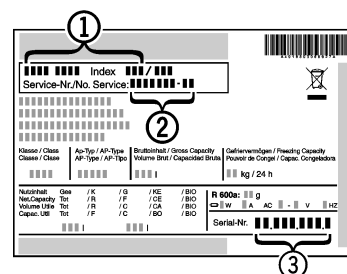 1
Index /
Service-Nr./No. Service: -
2
Klasse / Class
Classe / Clase
Ap-Typ / AP-Type
AP-Type / AP-Tipo
Bruttoinhalt / Gross Capacity
Volume Brut / Capacidad Bruta
Gefriervermögen / Freezing Capacity
Pouvoir de Congel / Capac. Congeladora
I
kg / 24 h
Nutzinhalt Ges / K / G / KE / BIO
Net.Capacity Tot / R / F / CE / BIO
Volume Utile Tot / R / C / CA / BIO
Capac. Util Tot / F / C / BO / BIO
I I
R 600a: g
W A AC - V HZ
Serial-Nr. . .
3